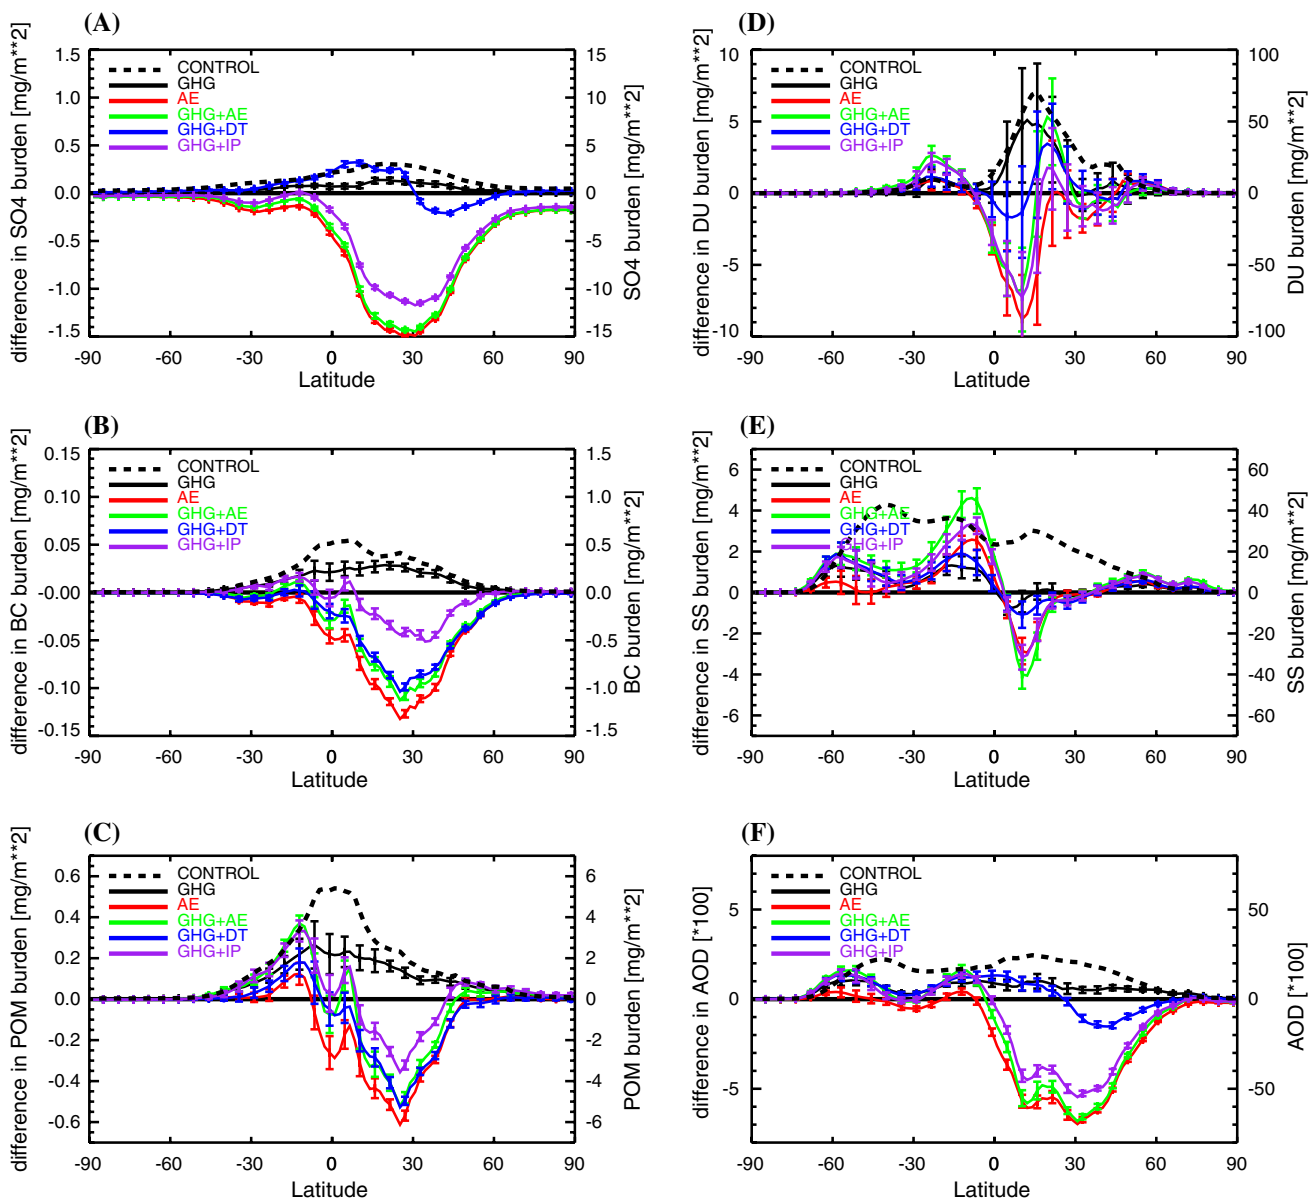 (A)
difference in SO4 burden [mg/m**2]
1.5
1.0
0.5
0.0
-0.5
-1.0
-1.5
CONTROL
GHG
AE
GHG+AE
GHG+DT
GHG+IP
15
10
5
0
-5
-10
-15
SO4 burden [mg/m**2]
-90 -60 -30 0 30 60 90
Latitude
(D)
difference in DU burden [mg/m**2]
10
5
0
-5
-10
CONTROL
GHG
AE
GHG+AE
GHG+DT
GHG+IP
100
50
0
-50
-100
DU burden [mg/m**2]
-90 -60 -30 0 30 60 90
Latitude
(B)
difference in BC burden [mg/m**2]
0.15
0.10
0.05
-0.00
-0.05
-0.10
-0.15
CONTROL
GHG
AE
GHG+AE
GHG+DT
GHG+IP
1.5
1.0
0.5
0.0
-0.5
-1.0
-1.5
BC burden [mg/m**2]
-90 -60 -30 0 30 60 90
Latitude
(E)
difference in SS burden [mg/m**2]
6
4
2
0
-2
-4
-6
CONTROL
GHG
AE
GHG+AE
GHG+DT
GHG+IP
60
40
20
0
-20
-40
-60
SS burden [mg/m**2]
-90 -60 -30 0 30 60 90
Latitude
(C)
difference in POM burden [mg/m**2]
0.6
0.4
0.2
0.0
-0.2
-0.4
-0.6
CONTROL
GHG
AE
GHG+AE
GHG+DT
GHG+IP
6
4
2
0
-2
-4
-6
POM burden [mg/m**2]
-90 -60 -30 0 30 60 90
Latitude
(F)
difference in AOD [*100]
5
0
-5
CONTROL
GHG
AE
GHG+AE
GHG+DT
GHG+IP
50
0
-50
AOD [*100]
-90 -60 -30 0 30 60 90
Latitude